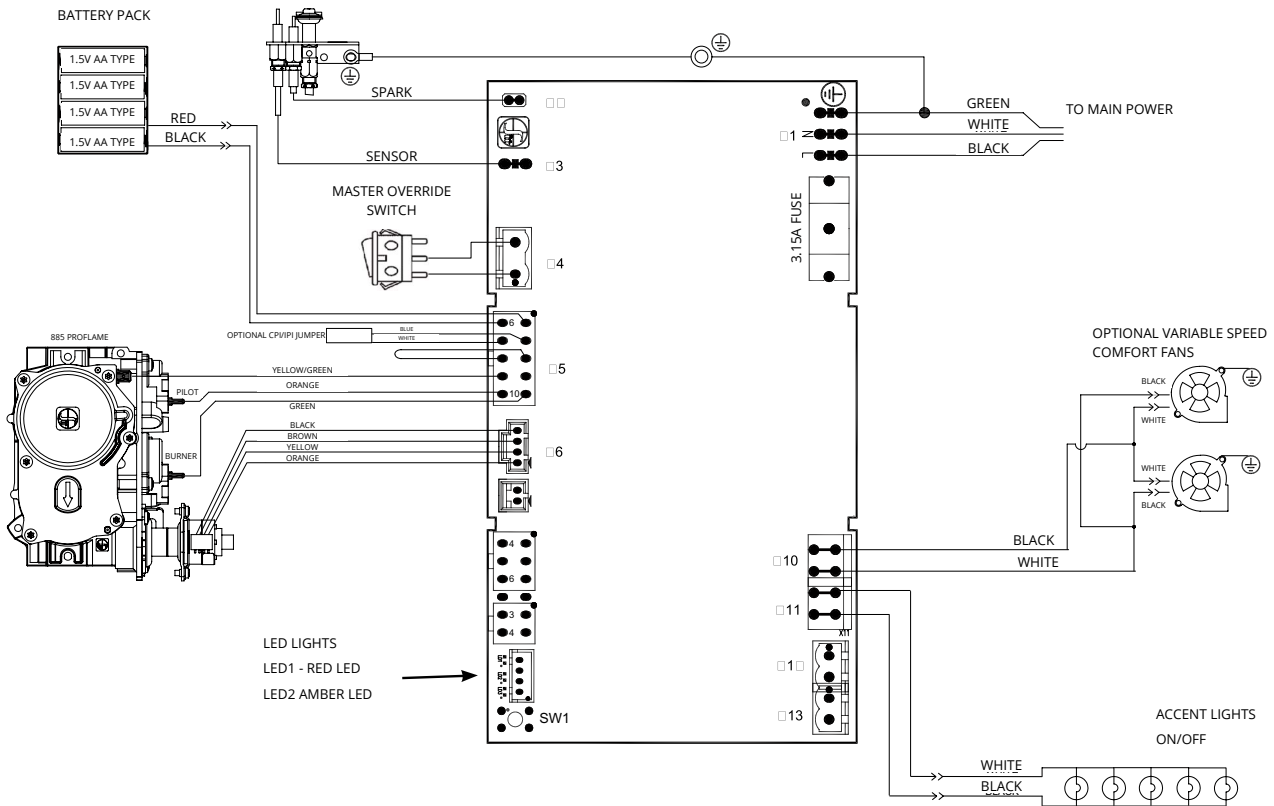 BATTERY PACK
1.5V AA TYPE
1.5V AA TYPE
1.5V AA TYPE
1.5V AA TYPE
RED
BLACK
SPARK
SENSOR
MASTER OVERRIDE
SWITCH
□□
□3
□4
□1
N
L
GREEN
WHITE
BLACK
TO MAIN POWER
3.15A FUSE
885 PROFLAME
OPTIONAL CPI/IPI JUMPER
BLUE
WHITE
6
10
□5
YELLOW/GREEN
ORANGE
PILOT
GREEN
BLACK
BROWN
YELLOW
ORANGE
BURNER
□6
OPTIONAL VARIABLE SPEED
COMFORT FANS
BLACK
WHITE
WHITE
BLACK
BLACK
WHITE
□10
□11
X11
4
6
3
4
□1□
□13
LED LIGHTS
LED1 - RED LED
LED2 AMBER LED
SW1
ACCENT LIGHTS
ON/OFF
WHITE
BLACK